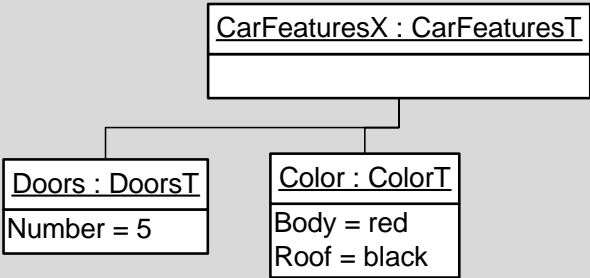 CarFeaturesX : CarFeaturesT
Doors : DoorsT
Number = 5
Color : ColorT
Body = red
Roof = black